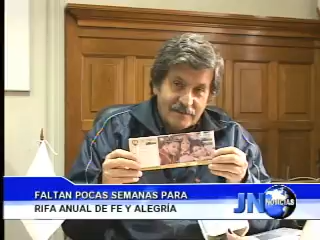 FALTAN POCAS SEMANAS PARA
RIFA ANUAL DE FE Y ALEGRÍA
JN
NOTICIAS